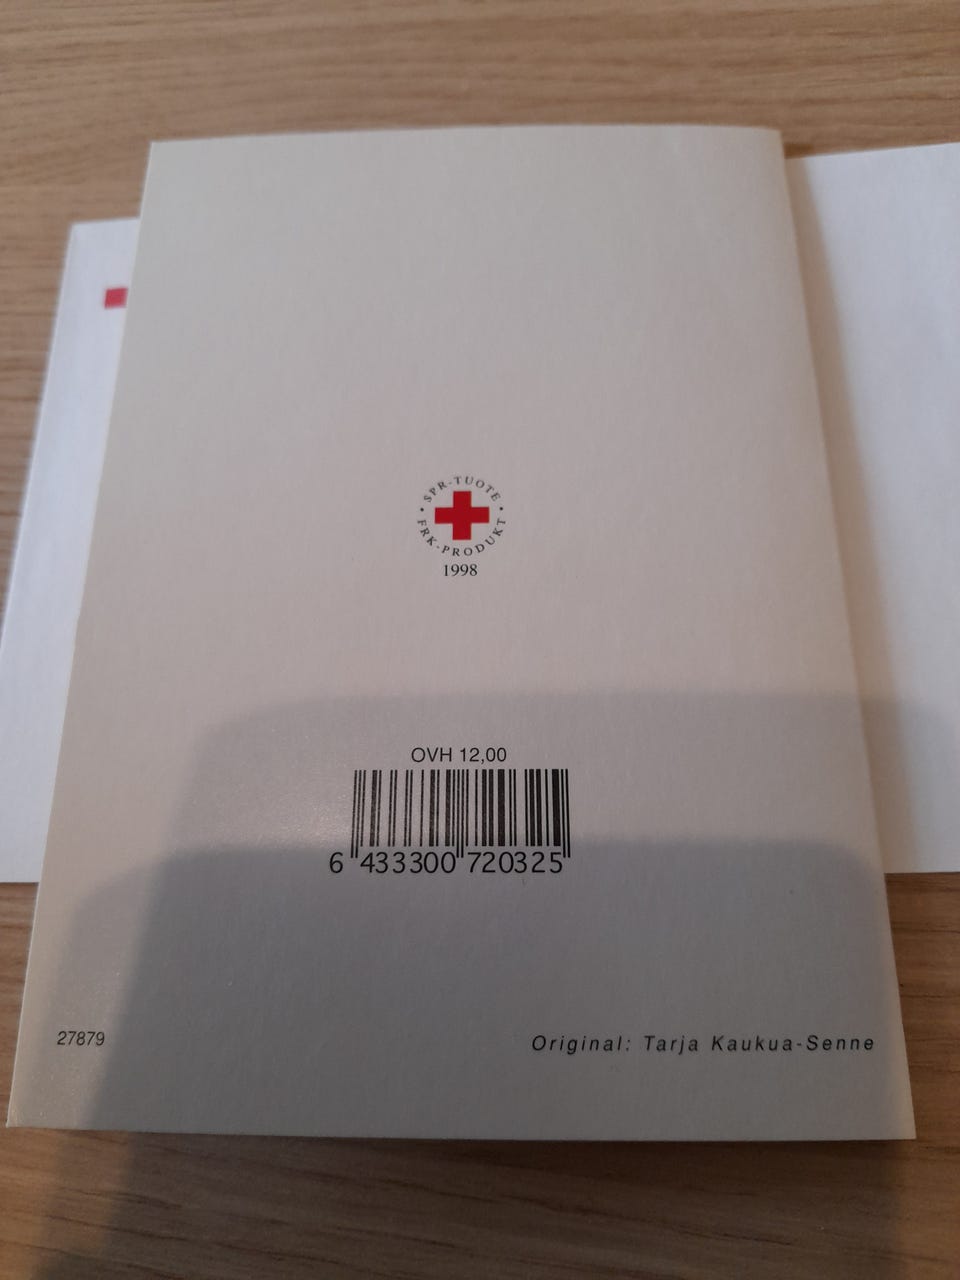 SPR-TUOTE
FRK-PRODUKT
1998
OVH 12,00
6 433300 720325
27879
Original: Tarja Kaukua-Senne